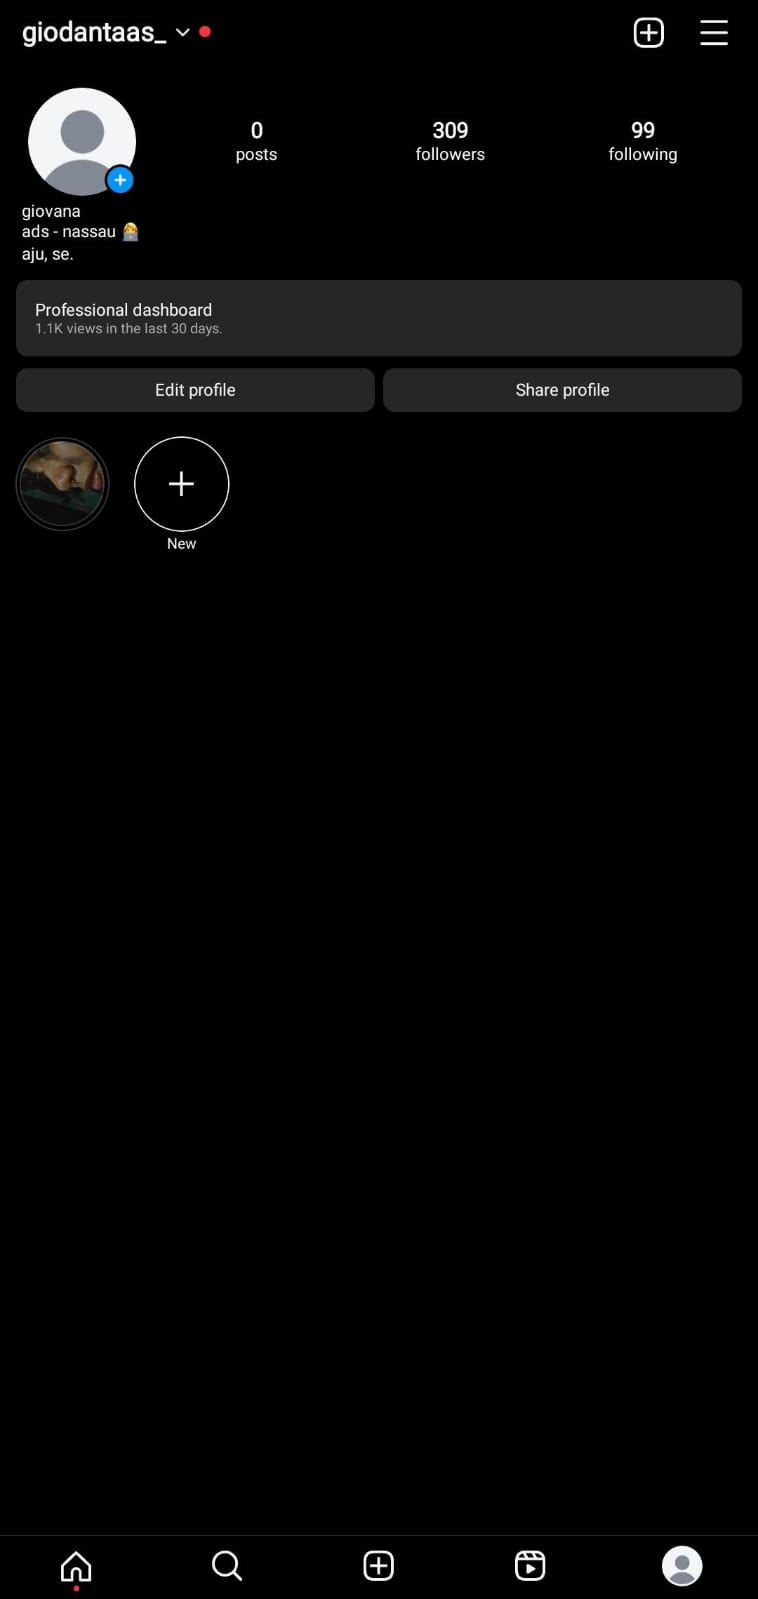 giodantaas_
0 309 99
posts followers following
giovana
ads - nassau 👩‍💻
aju, se.
Professional dashboard
1.1K views in the last 30 days.
Edit profile Share profile
New